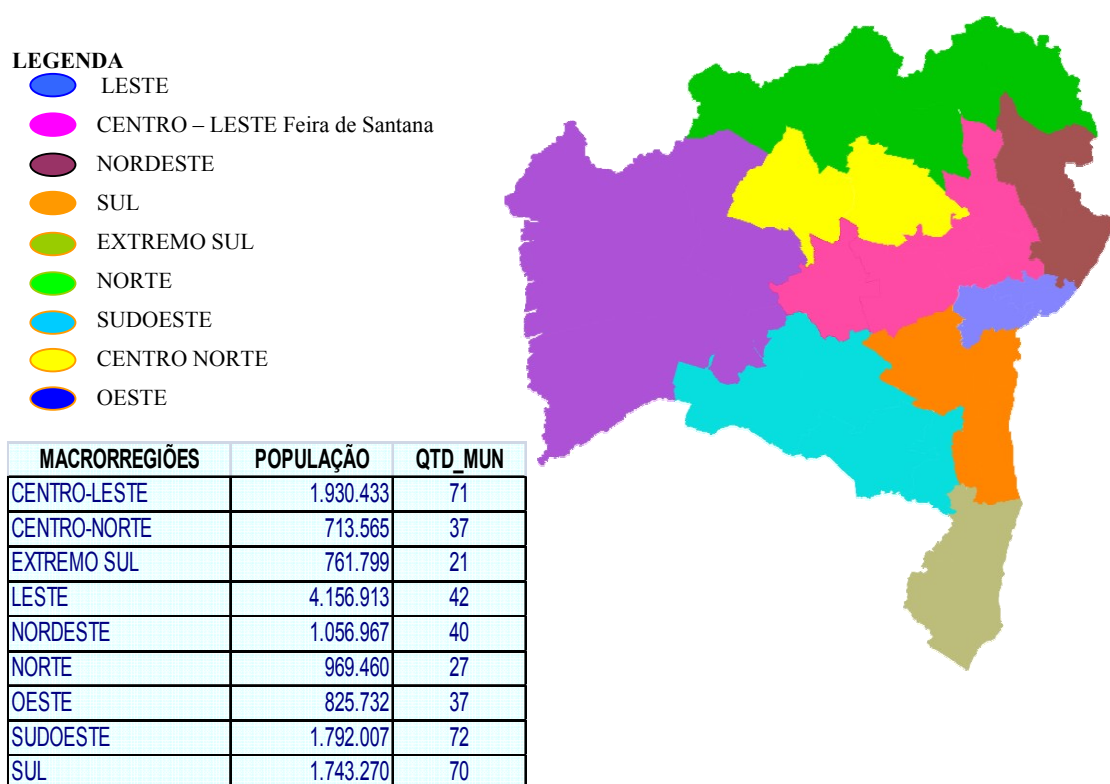 LEGENDA
LESTE
CENTRO – LESTE Feira de Santana
NORDESTE
SUL
EXTREMO SUL
NORTE
SUDOESTE
CENTRO NORTE
OESTE
MACRORREGIÕES POPULAÇÃO QTD_MUN
CENTRO-LESTE 1.930.433 71
CENTRO-NORTE 713.565 37
EXTREMO SUL 761.799 21
LESTE 4.156.913 42
NORDESTE 1.056.967 40
NORTE 969.460 27
OESTE 825.732 37
SUDOESTE 1.792.007 72
SUL 1.743.270 70